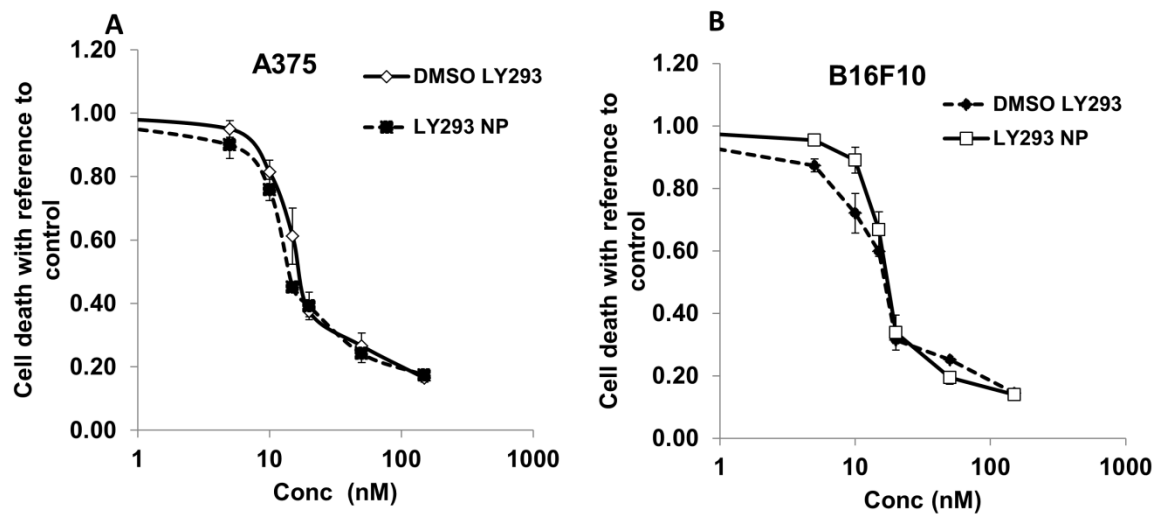 A
A375
DMSO LY293
LY293 NP
Cell death with reference to
control
1.20
1.00
0.80
0.60
0.40
0.20
0.00
1 10 100 1000
Conc (nM)
B
B16F10
DMSO LY293
LY293 NP
Cell death with reference to
control
1.20
1.00
0.80
0.60
0.40
0.20
0.00
1 10 100 1000
Conc (nM)